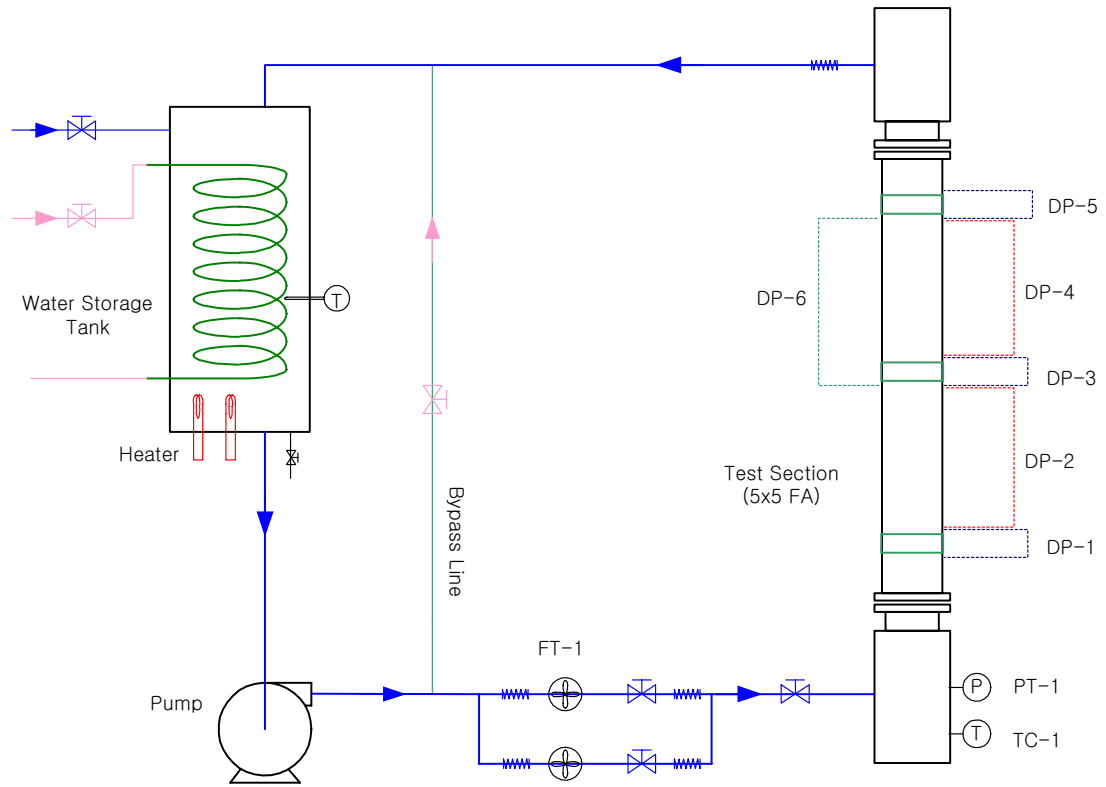 DP-5
DP-6
DP-4
T
Water Storage
Tank
DP-3
Heater
DP-2
Test Section
(5x5 FA)
Bypass Line
DP-1
FT-1
P
PT-1
Pump
T
TC-1